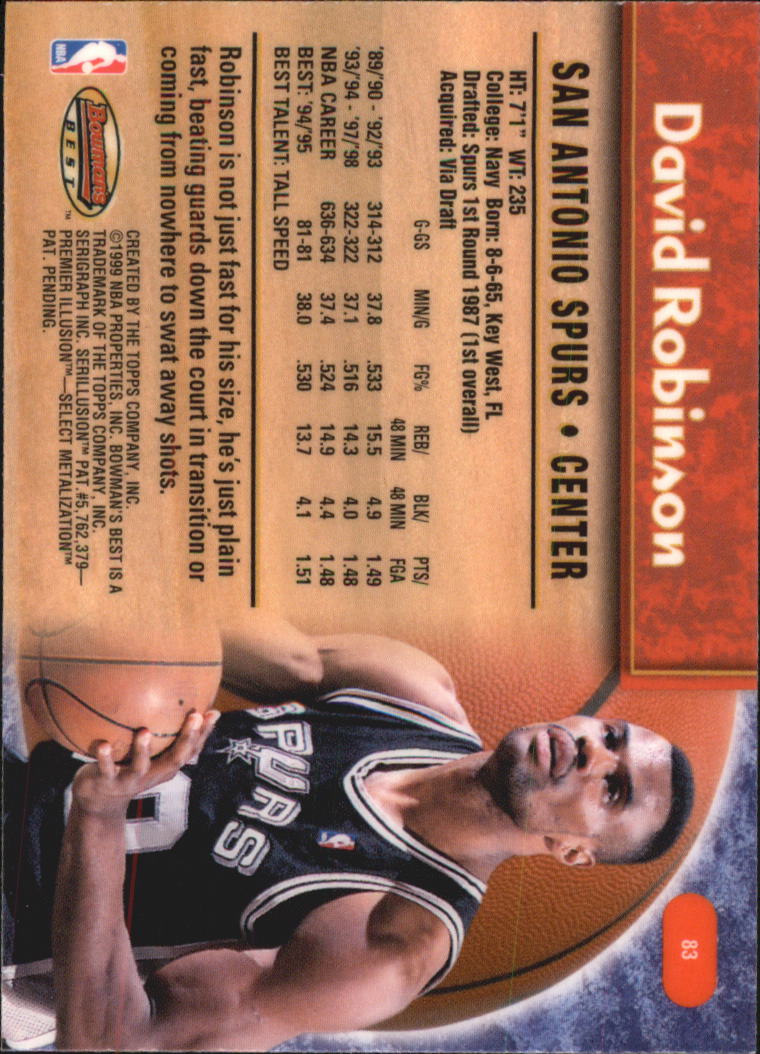 David Robinson
83
SAN ANTONIO SPURS • CENTER
HT: 7'1" WT: 235
College: Navy Born: 8-6-65, Key West, FL
Drafted: Spurs 1st Round 1987 (1st overall)
Acquired: Via Draft
G-GS MIN/G FG% REB/ 48 MIN BLK/ 48 MIN PTS/ FGA
'89/'90 - '92/'93 314-312 37.8 .533 15.5 4.9 1.49
'93/'94 - '97/'98 322-322 37.1 .516 14.3 4.0 1.48
NBA CAREER 636-634 37.4 .524 14.9 4.4 1.48
BEST: '94/'95 81-81 38.0 .530 13.7 4.1 1.51
BEST TALENT: TALL SPEED
Robinson is not just fast for his size, he's just plain
fast, beating guards down the court in transition or
coming from nowhere to swat away shots.
NBA
Bowman's
BEST™
CREATED BY THE TOPPS COMPANY, INC.
©1999 NBA PROPERTIES, INC. BOWMAN'S BEST IS A
TRADEMARK OF THE TOPPS COMPANY, INC.
SERIGRAPH INC. SERILLUSION™ PAT.#5,762,379—
PREMIER ILLUSION™—SELECT METALIZATION™
PAT. PENDING.
SPURS